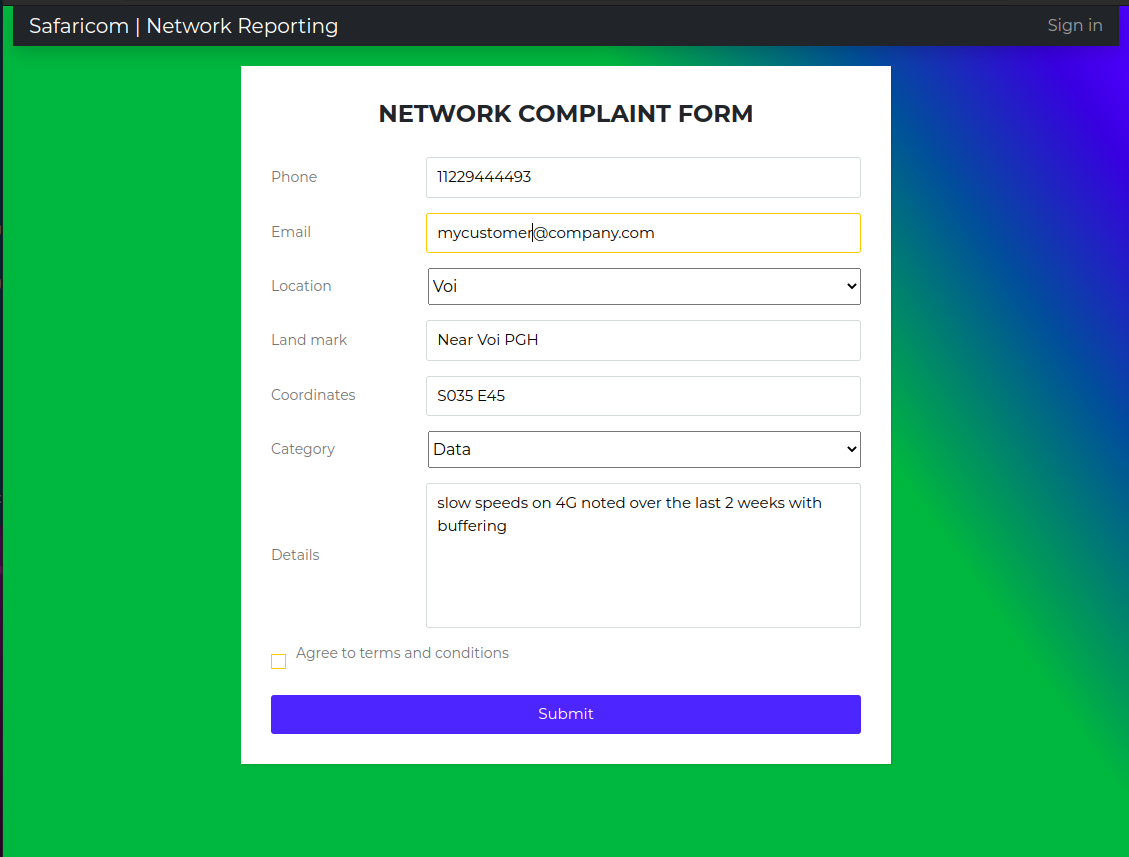 Safaricom | Network Reporting
Sign in
NETWORK COMPLAINT FORM
Phone
11229444493
Email
mycustomer@company.com
Location
Voi
Land mark
Near Voi PGH
Coordinates
S035 E45
Category
Data
Details
slow speeds on 4G noted over the last 2 weeks with
buffering
Agree to terms and conditions
Submit